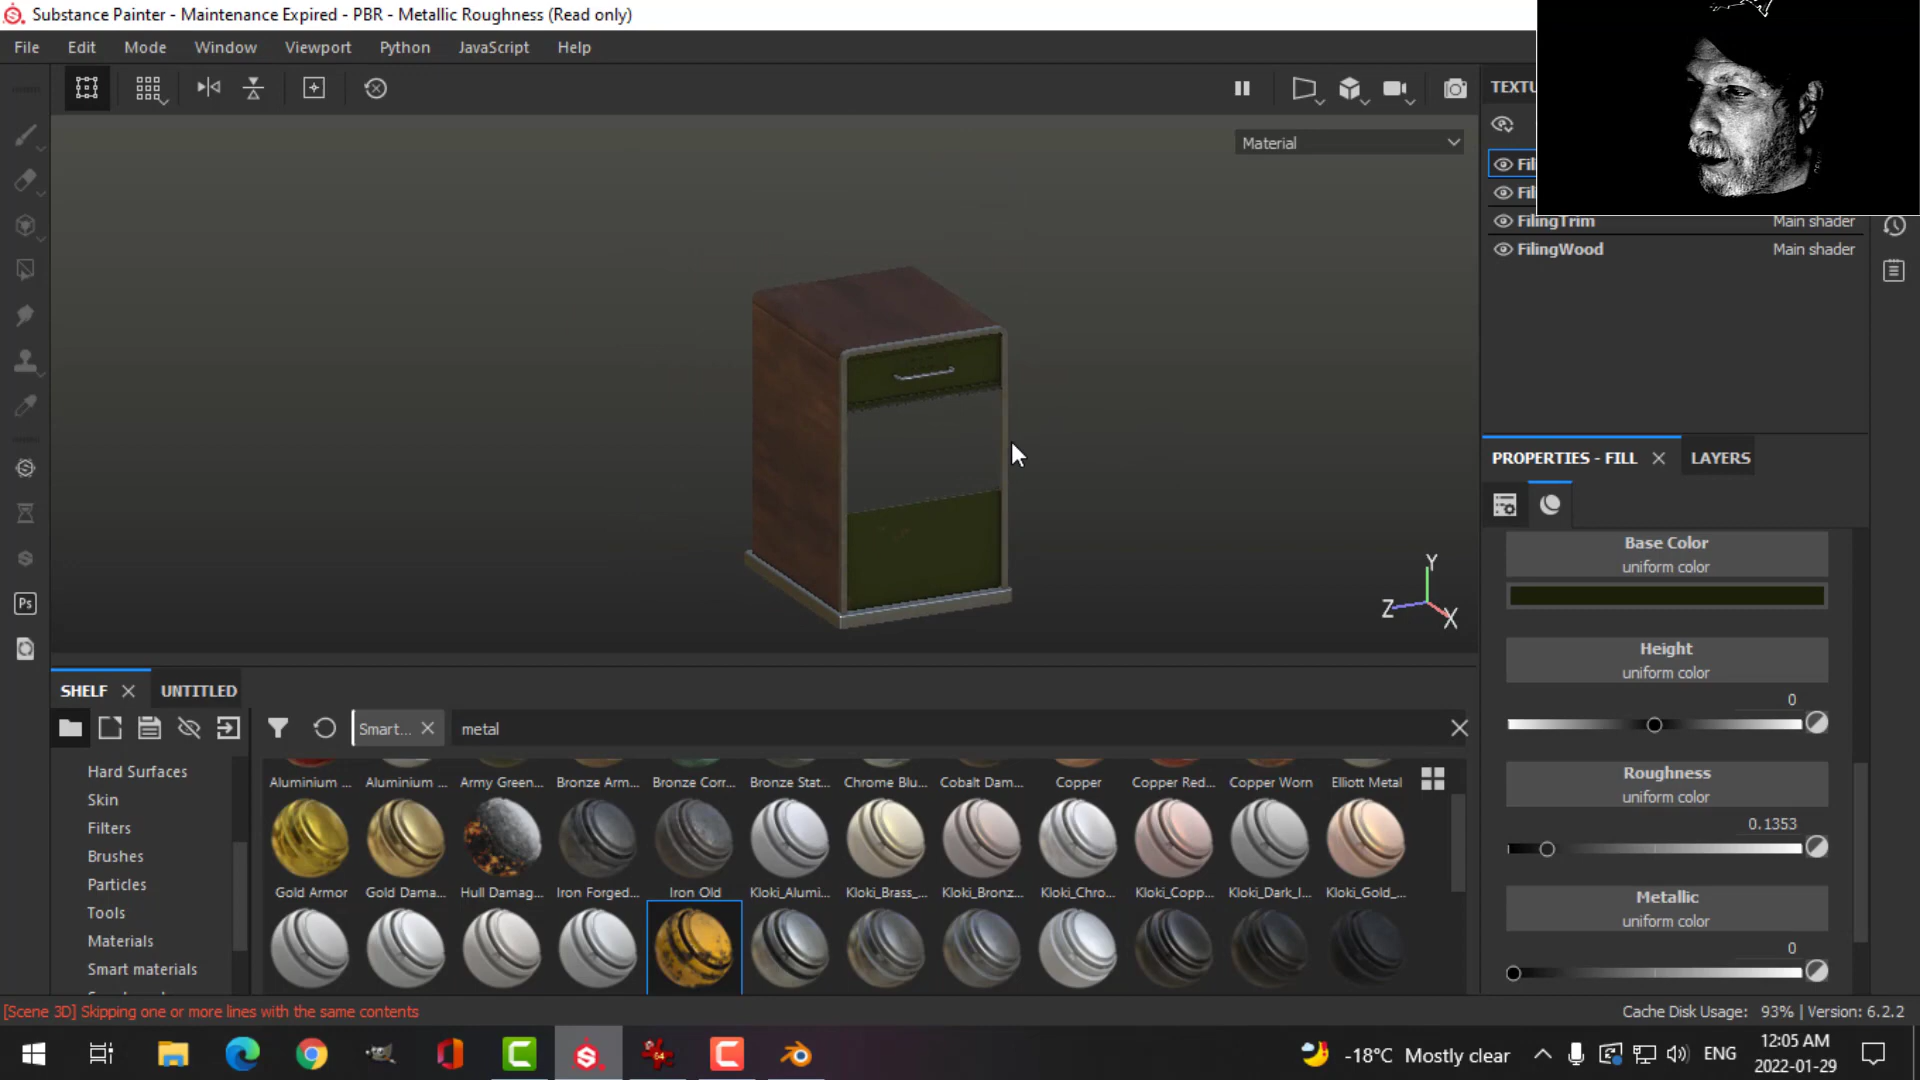 Substance Painter - Maintenance Expired - PBR - Metallic Roughness (Read only)
File Edit Mode Window Viewport Python JavaScript Help
TEXTU
Material
Fil
Fil
FilingTrim Main shader
FilingWood Main shader
PROPERTIES - FILL LAYERS
Base Color
uniform color
Height
uniform color
0
Roughness
uniform color
0.1353
Metallic
uniform color
0
Y
Z X
Ps
SHELF UNTITLED
Smart... metal
Hard Surfaces
Skin
Filters
Brushes
Particles
Tools
Materials
Smart materials
Aluminium ... Aluminium ... Army Green... Bronze Arm... Bronze Corr... Bronze Stat... Chrome Blu... Cobalt Dam... Copper Copper Red... Copper Worn Elliott Metal
Gold Armor Gold Dama... Hull Damag... Iron Forged... Iron Old Kloki_Alumi... Kloki_Brass_... Kloki_Bronz... Kloki_Chro... Kloki_Copp... Kloki_Dark_I... Kloki_Gold_...
[Scene 3D] Skipping one or more lines with the same contents
Cache Disk Usage: 93% | Version: 6.2.2
-18°C Mostly clear
ENG
12:05 AM
2022-01-29